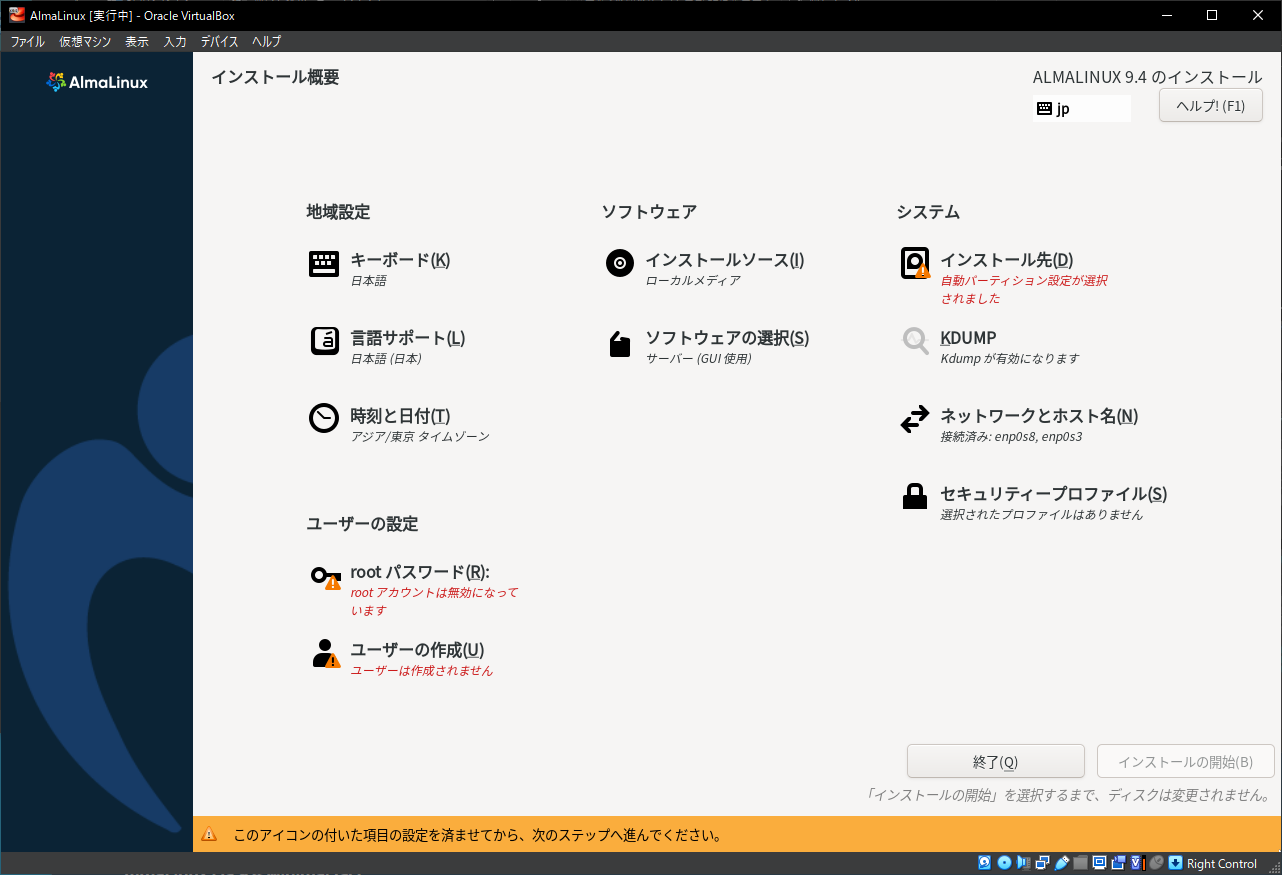 AlmaLinux [実行中] - Oracle VirtualBox
ファイル 仮想マシン 表示 入力 デバイス ヘルプ
AlmaLinux
インストール概要
ALMALINUX 9.4 のインストール
jp
ヘルプ! (F1)
地域設定
キーボード(K)
日本語
言語サポート(L)
日本語 (日本)
時刻と日付(T)
アジア/東京 タイムゾーン
ソフトウェア
インストールソース(I)
ローカルメディア
ソフトウェアの選択(S)
サーバー (GUI 使用)
システム
インストール先(D)
自動パーティション設定が選択
されました
KDUMP
Kdump が有効になります
ネットワークとホスト名(N)
接続済み: enp0s8, enp0s3
セキュリティープロファイル(S)
選択されたプロファイルはありません
ユーザーの設定
root パスワード(R):
root アカウントは無効になって
います
ユーザーの作成(U)
ユーザーは作成されません
終了(Q)
インストールの開始(B)
「インストールの開始」を選択するまで、ディスクは変更されません。
このアイコンの付いた項目の設定を済ませてから、次のステップへ進んでください。
Right Control